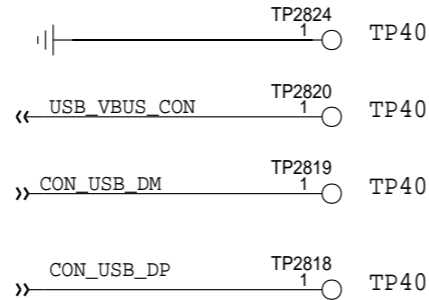 TP2824
1 TP40
TP2820
USB_VBUS_CON 1 TP40
TP2819
CON_USB_DM 1 TP40
TP2818
CON_USB_DP 1 TP40